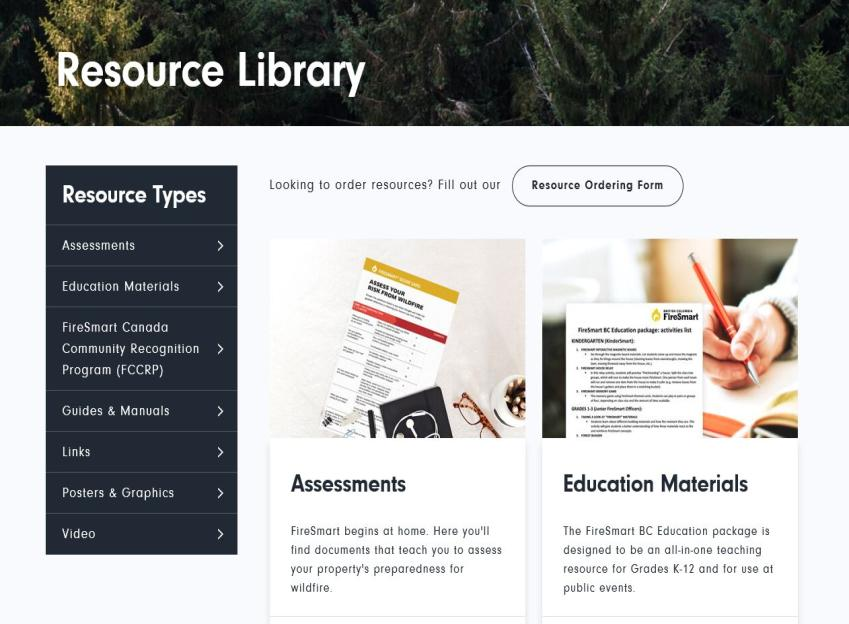 Resource Library
Resource Types
Assessments
Education Materials
FireSmart Canada
Community Recognition
Program (FCCRP)
Guides & Manuals
Links
Posters & Graphics
Video
Looking to order resources? Fill out our
Resource Ordering Form
ASSESS YOUR
RISK FROM WILDFIRE
Assessments
FireSmart begins at home. Here you'll
find documents that teach you to assess
your property's preparedness for
wildfire.
BRITISH COLUMBIA
FireSmart
FireSmart BC Education package: activities list
KINDERGARTEN (KinderSmart):
GRADES 1-3 (Junior FireSmart Officers):
Education Materials
The FireSmart BC Education package is
designed to be an all-in-one teaching
resource for Grades K-12 and for use at
public events.